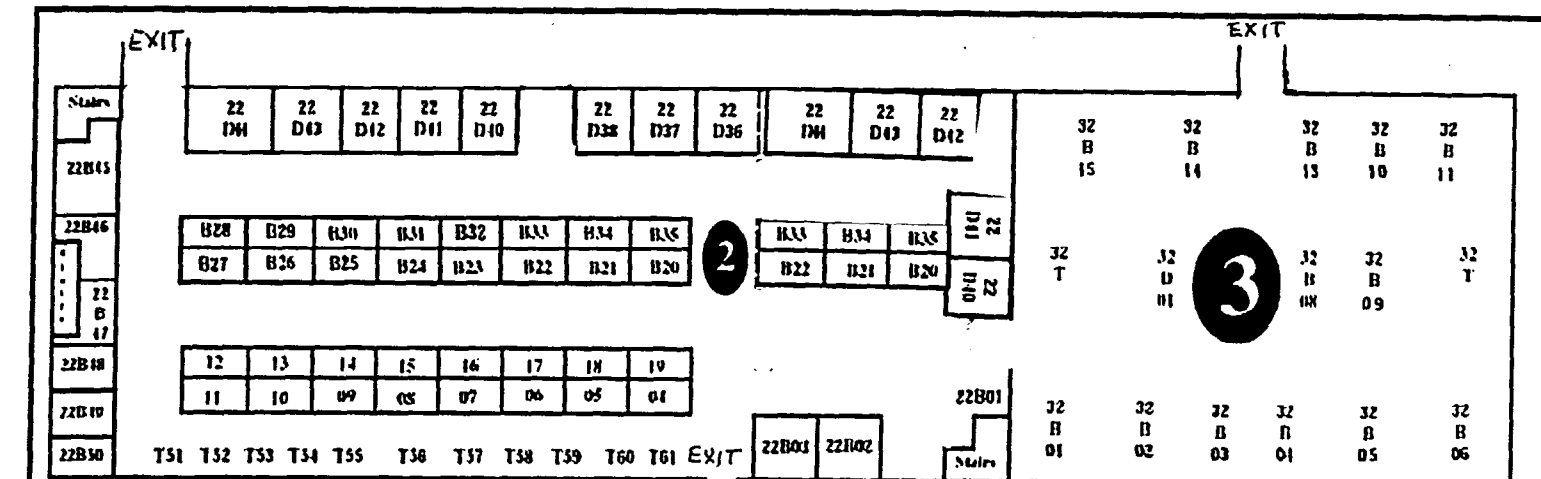 EXIT
EXIT
Stairs
22 22 22 22 22 22 22 22 22 22 22
D43 D42 D41 D40 D38 D37 D36 D43 D42
32 32 32 32 32
B B B B B
15 14 13 10 11
22B45
22B46
B28 B29 B30 B31 B32 B33 B34 B35
B27 B26 B25 B24 B23 B22 B21 B20
2
B33 B34 B35
B22 B21 B20
22
D41
22
D40
32 32 32 32 32
T D B B T
01 08 09
3
22
B
47
22B48
22B49
22B50
12 13 14 15 16 17 18 19
11 10 09 08 07 06 05 04
T51 T52 T53 T54 T55 T56 T57 T58 T59 T60 T61 EXIT
22B03 22B02
22B01
Stairs
32 32 32 32 32 32
B B B B B B
01 02 03 04 05 06